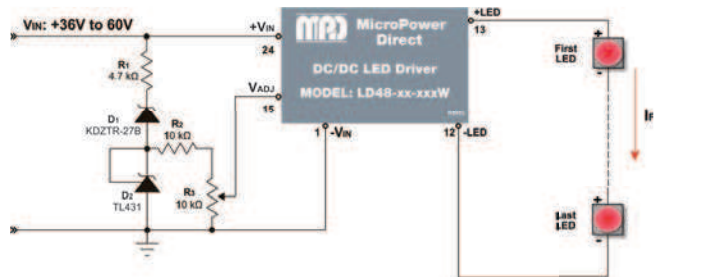 VIN: +36V to 60V
+VIN
24
R1
4.7 kΩ
D1
KDZTR-27B
R2
10 kΩ
D2
TL431
R3
10 kΩ
VADJ
15
MPD MicroPower
Direct
DC/DC LED Driver
MODEL: LD48-xx-xxxW
1
-VIN
12
-LED
+LED
13
+
First
LED
-
IF
+
Last
LED
-